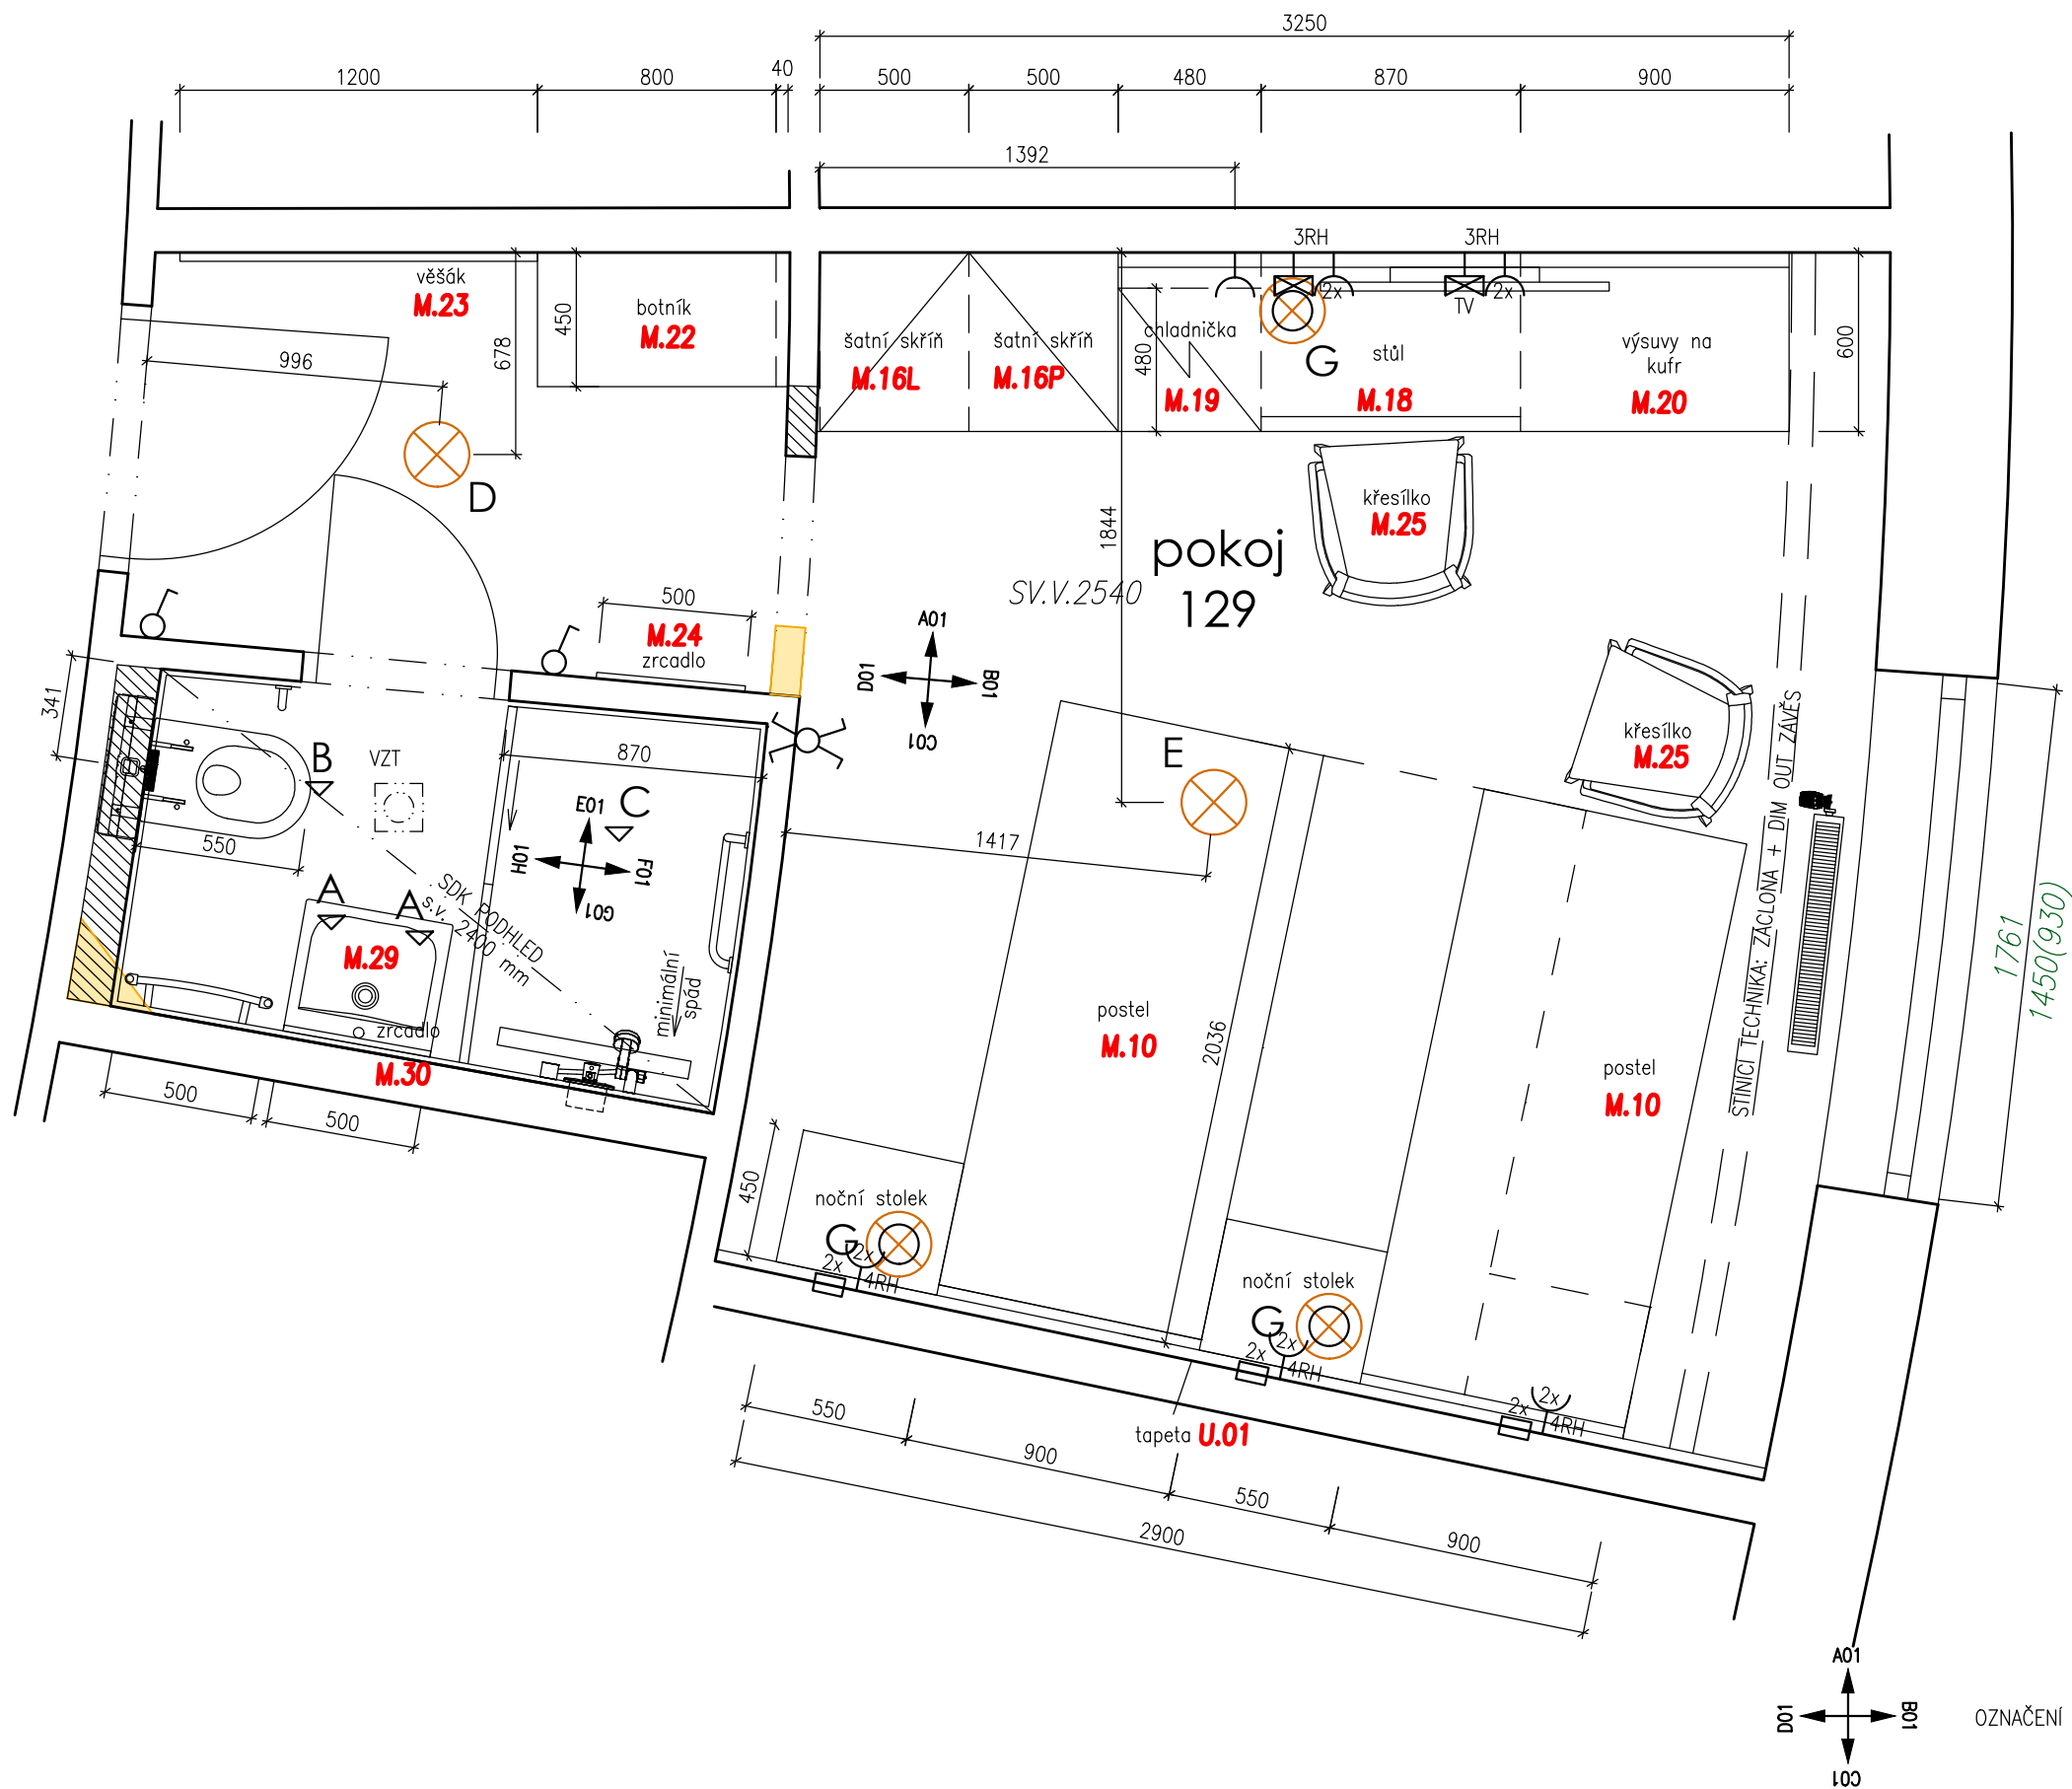 3250
1200
800
40
500
500
480
870
900
1392
3RH
3RH
věšák
M.23
botník
M.22
450
678
996
šatní skříň
M.16L
šatní skříň
M.16P
chladnička
M.19
480
2x
TV
2x
G
stůl
M.18
výsuvy na
kufr
M.20
600
D
křesílko
M.25
1844
pokoj
129
SV.V.2540
500
M.24
zrcadlo
A01
B01
C01
D01
341
B
VZT
870
E01
F01
G01
H01
C
550
A
A
M.29
SDK PODHLED
s.v. 2400 mm
minimální
spád
zrcadlo
M.30
500
500
E
1417
křesílko
M.25
STÍNÍCÍ TECHNIKA: ZÁCLONA + DIM OUT ZÁVĚS
1761
1450(930)
postel
M.10
2036
postel
M.10
450
noční stolek
G
2x
2x
4RH
noční stolek
G
2x
2x
4RH
2x
2x
4RH
tapeta U.01
550
900
550
900
2900
A01
B01
C01
D01
OZNAČENÍ